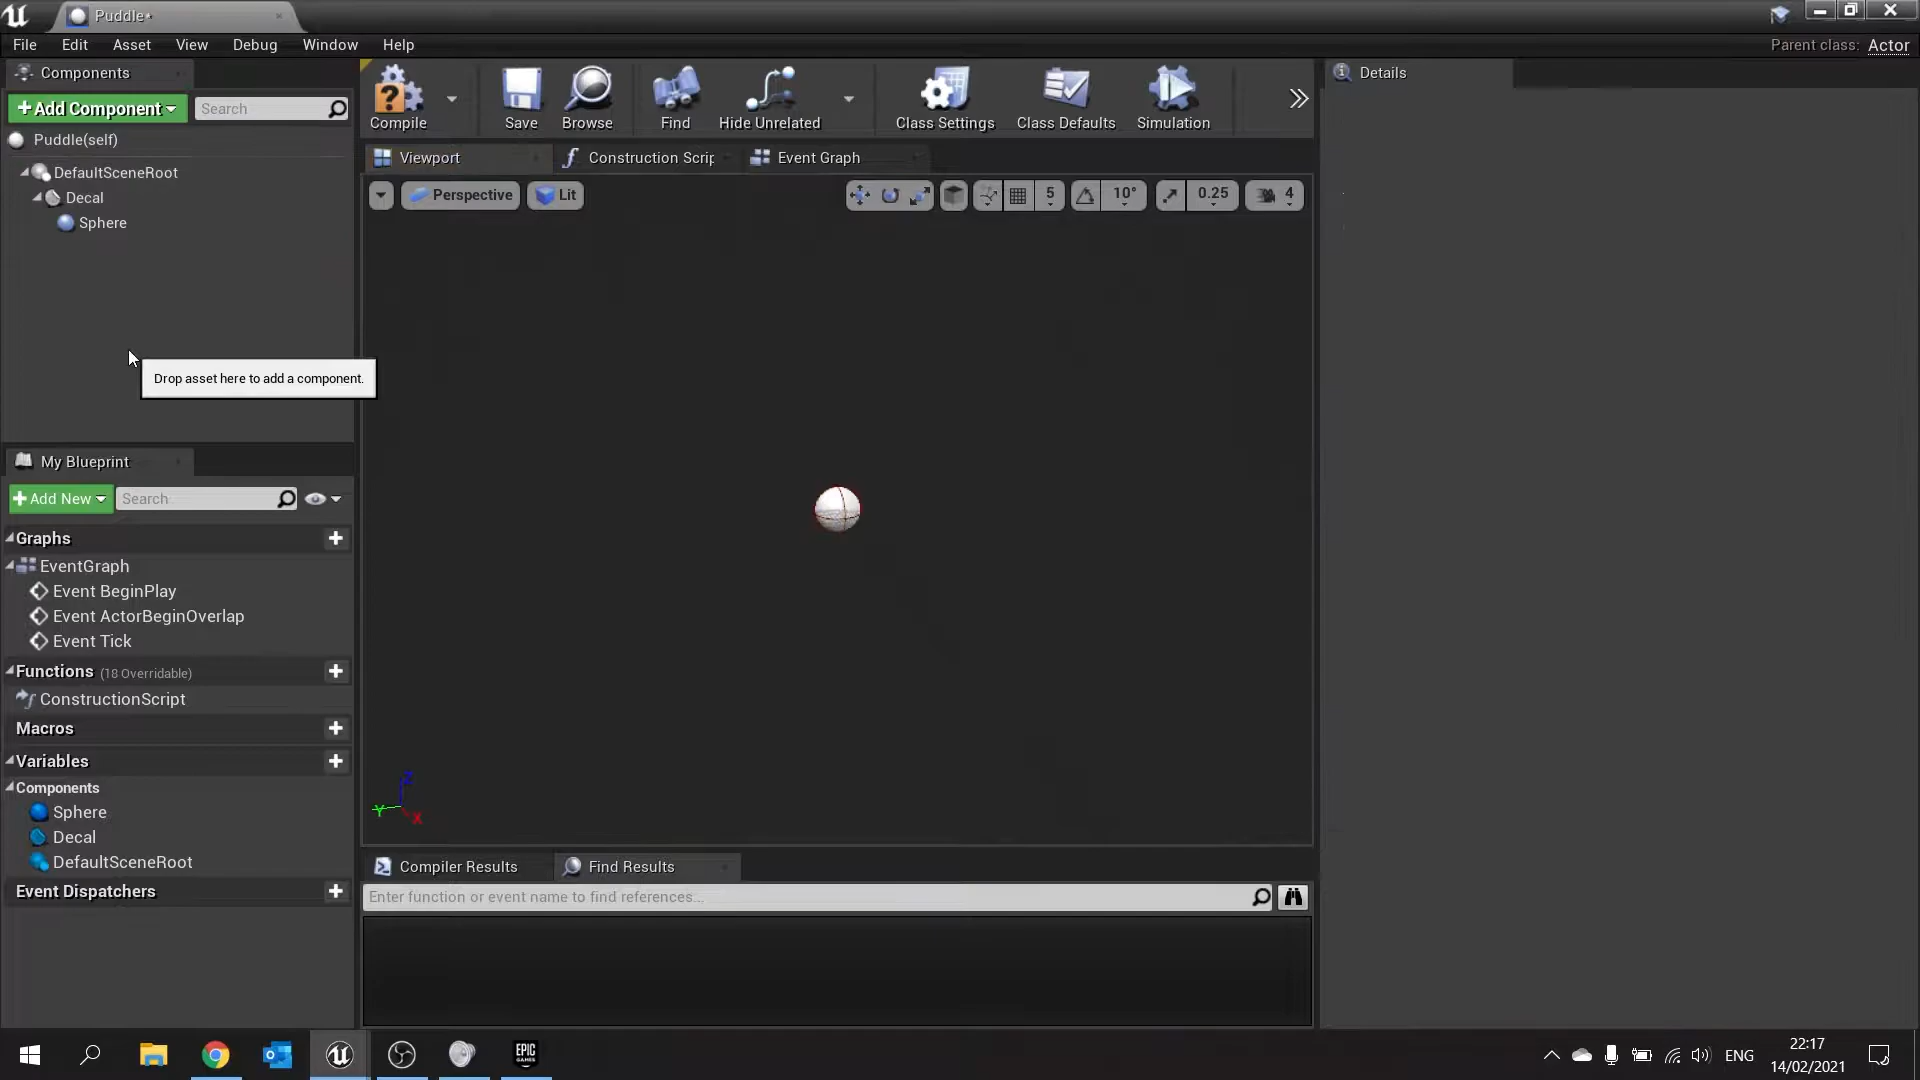 Puddle*
File Edit Asset View Debug Window Help
Parent class: Actor
Components
+ Add Component
Search
Puddle(self)
DefaultSceneRoot
Decal
Sphere
Drop asset here to add a component.
Compile
Save
Browse
Find
Hide Unrelated
Class Settings
Class Defaults
Simulation
Details
Viewport
Construction Scrip
Event Graph
Perspective
Lit
5
10°
0.25
4
Z
Y
X
My Blueprint
+ Add New
Search
Graphs
EventGraph
Event BeginPlay
Event ActorBeginOverlap
Event Tick
Functions (18 Overridable)
ConstructionScript
Macros
Variables
Components
Sphere
Decal
DefaultSceneRoot
Event Dispatchers
Compiler Results
Find Results
Enter function or event name to find references...
EPIC
GAMES
ENG
22:17
14/02/2021